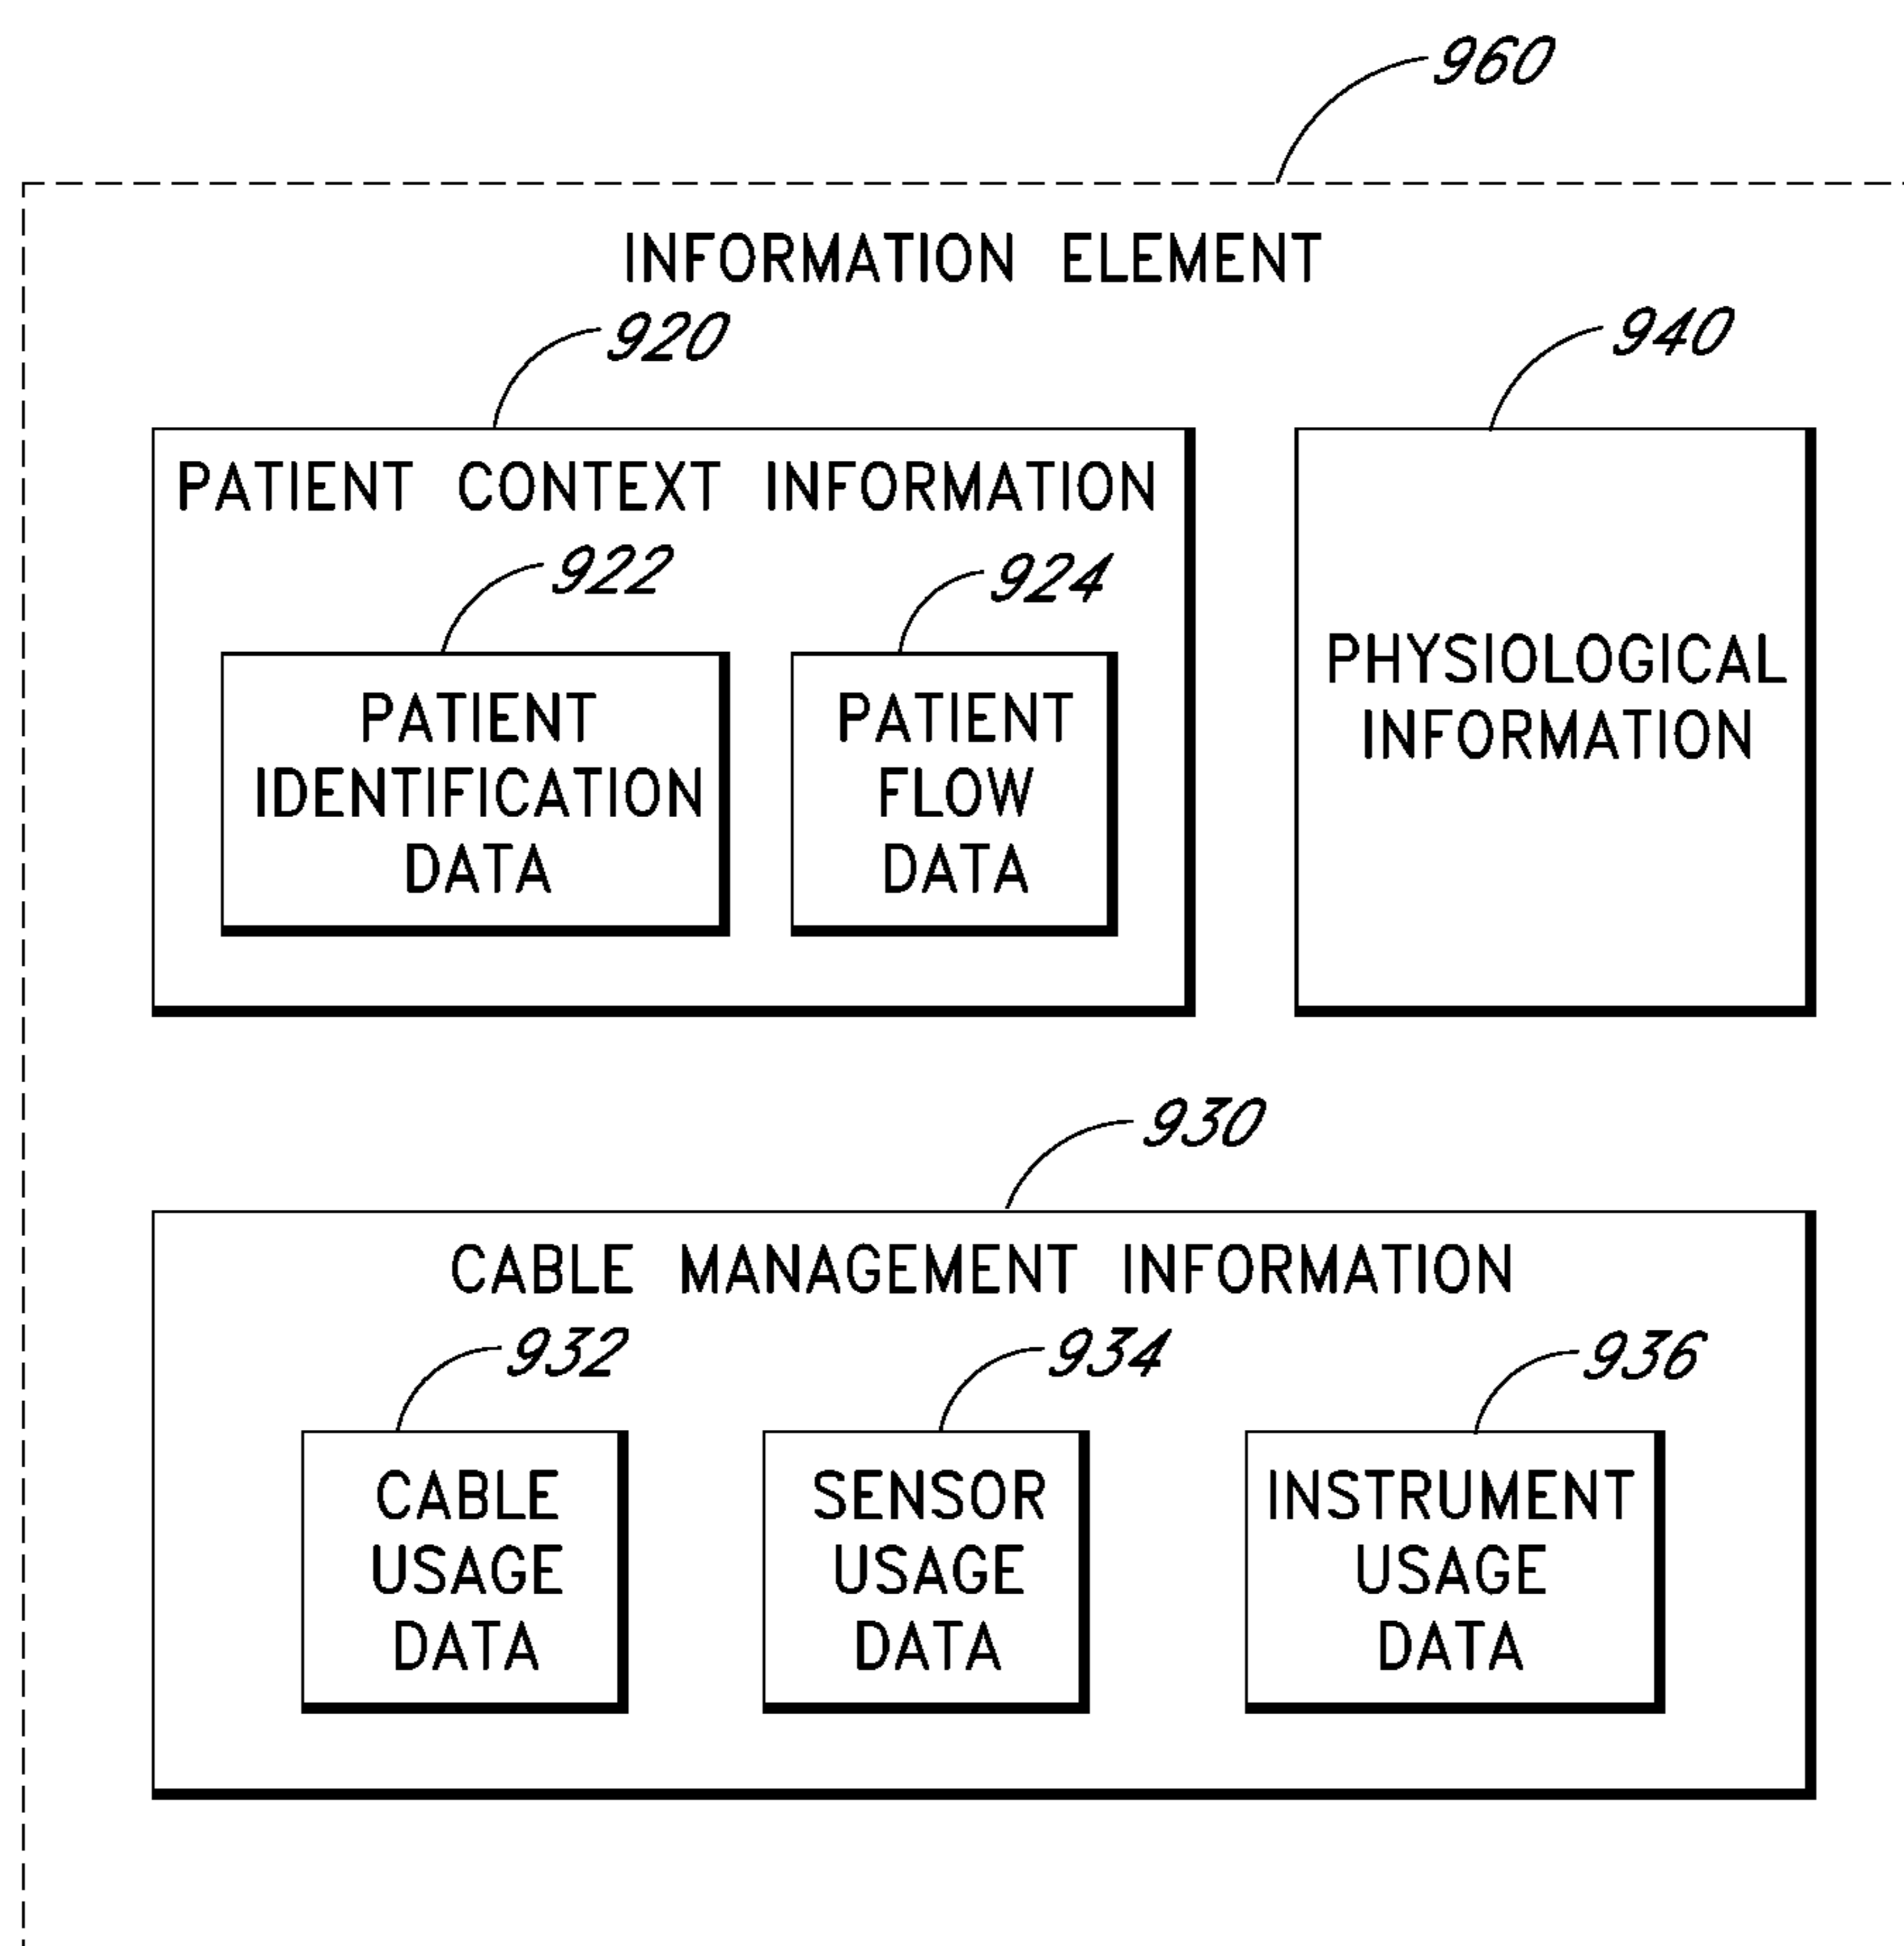 960
INFORMATION ELEMENT
920
940
PATIENT CONTEXT INFORMATION
922
924
PATIENT
IDENTIFICATION
DATA
PATIENT
FLOW
DATA
PHYSIOLOGICAL
INFORMATION
930
CABLE MANAGEMENT INFORMATION
932
934
936
CABLE
USAGE
DATA
SENSOR
USAGE
DATA
INSTRUMENT
USAGE
DATA